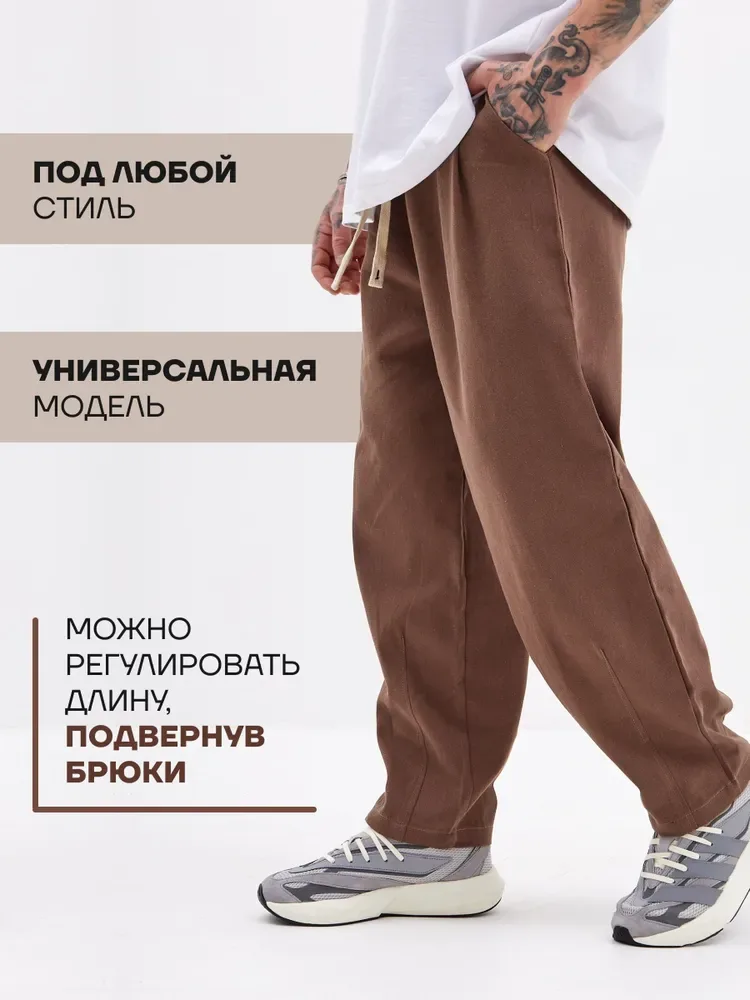 ПОД ЛЮБОЙ
СТИЛЬ
УНИВЕРСАЛЬНАЯ
МОДЕЛЬ
МОЖНО
РЕГУЛИРОВАТЬ
ДЛИНУ,
ПОДВЕРНУВ
БРЮКИ